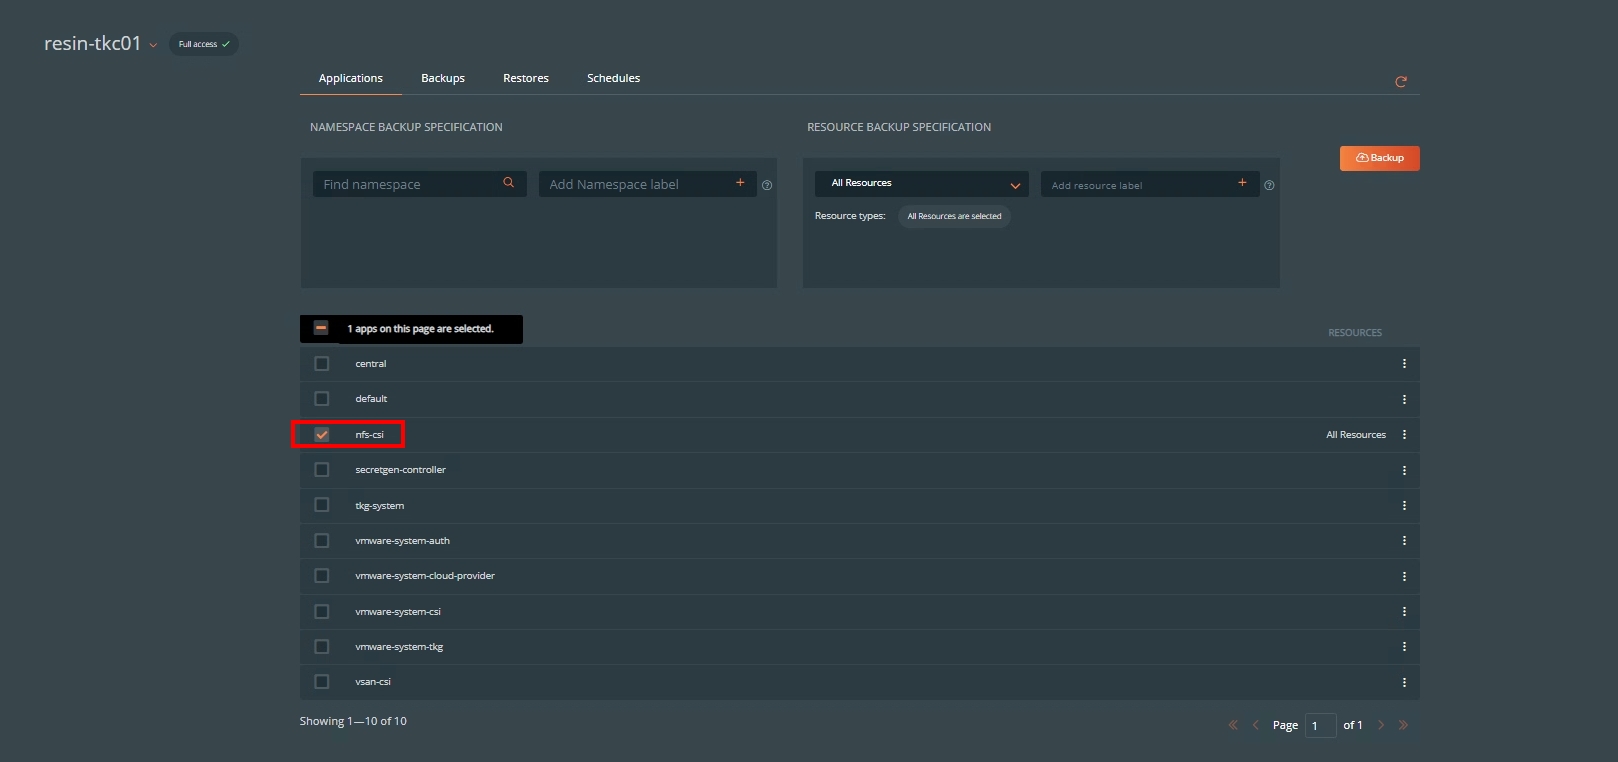 resin-tkc01 Full access
Applications Backups Restores Schedules
NAMESPACE BACKUP SPECIFICATION RESOURCE BACKUP SPECIFICATION
Backup
Find namespace Add Namespace label + All Resources Add resource label +
Resource types: All Resources are selected
1 apps on this page are selected. RESOURCES
central
default
nfs-csi All Resources
secretgen-controller
tkg-system
vmware-system-auth
vmware-system-cloud-provider
vmware-system-csi
vmware-system-tkg
vsan-csi
Showing 1—10 of 10 « < Page 1 of 1 > »